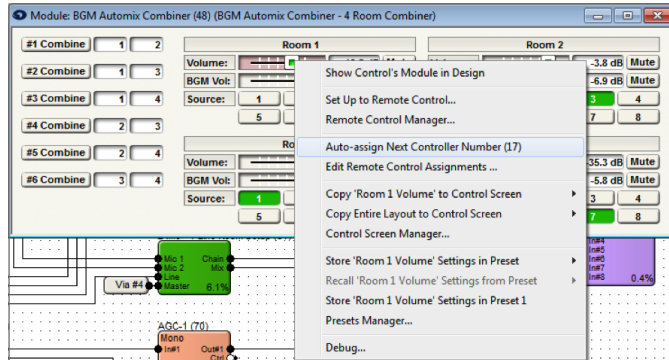 Module: BGM Automix Combiner (48) (BGM Automix Combiner - 4 Room Combiner)
#1 Combine 1 2
#2 Combine 1 3
#3 Combine 1 4
#4 Combine 2 3
#5 Combine 2 4
#6 Combine 3 4
Room 1
Volume: Mute
BGM Vol:
Source: 1
5
Room 2
-3.8 dB Mute
-6.9 dB Mute
3 4
7 8
Ro
Volume:
BGM Vol:
Source: 1
5
-35.3 dB Mute
-5.8 dB Mute
3 4
7 8
Show Control's Module in Design
Set Up to Remote Control...
Remote Control Manager...
Auto-assign Next Controller Number (17)
Edit Remote Control Assignments ...
Copy 'Room 1 Volume' to Control Screen
Copy Entire Layout to Control Screen
Control Screen Manager...
Store 'Room 1 Volume' Settings in Preset
Recall 'Room 1 Volume' Settings from Preset
Store 'Room 1 Volume' Settings in Preset 1
Presets Manager...
Debug...
Mic 1 Chain
Mic 2 Mix
Line
Master 6.1%
Via #4
AGC-1 (70)
Mono
In#1 Out#1
Ctrl
In#4
In#5
In#6
In#7
In#8 0.4%